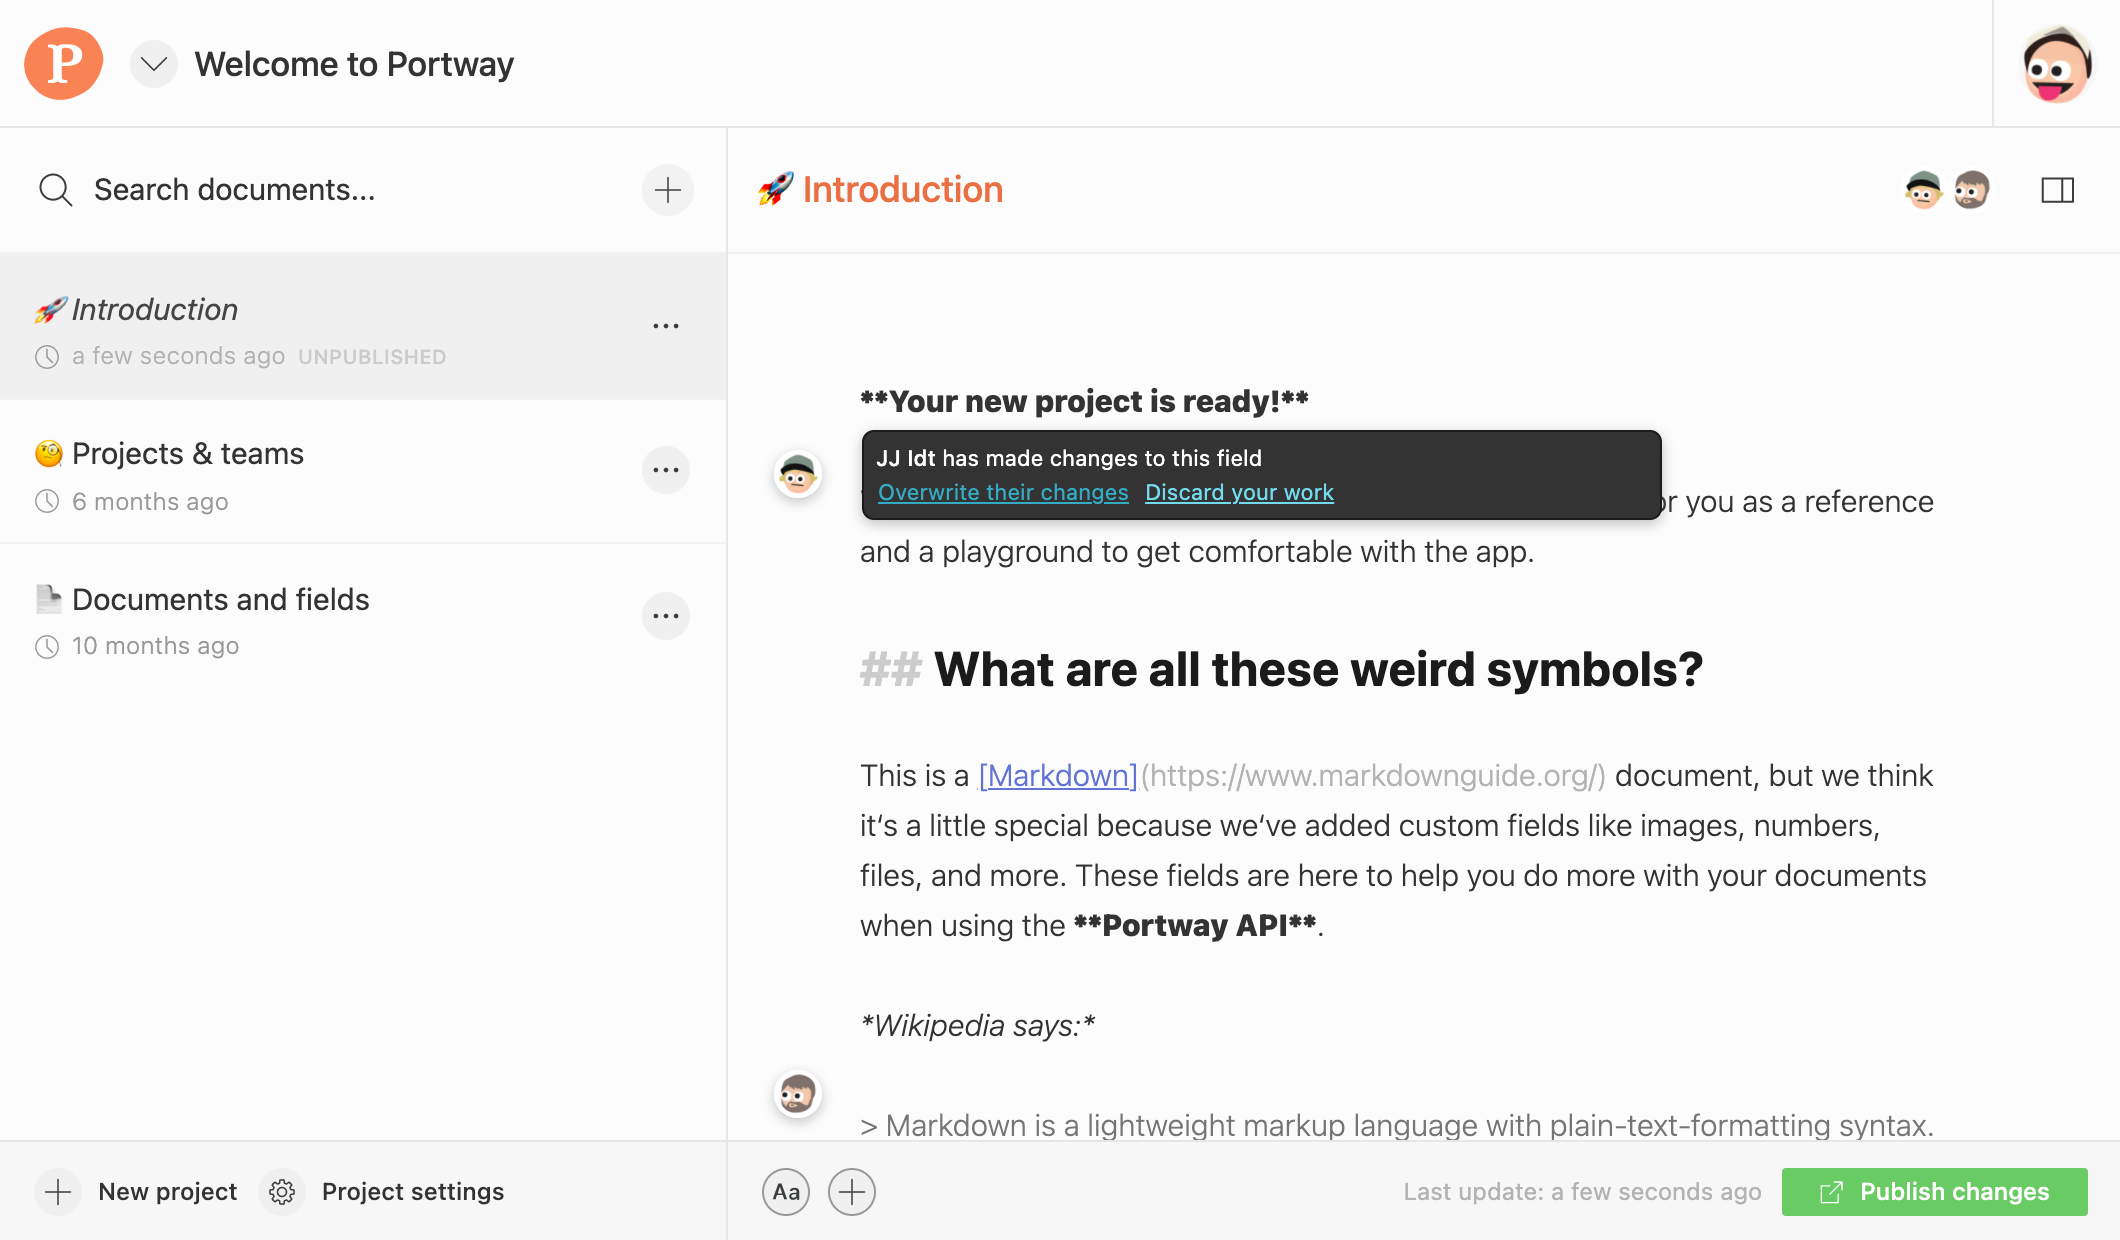 P
Welcome to Portway
Search documents...
Introduction
a few seconds ago UNPUBLISHED
Projects & teams
6 months ago
Documents and fields
10 months ago
New project
Project settings
Introduction
**Your new project is ready!**
JJ Idt has made changes to this field
Overwrite their changes Discard your work
or you as a reference
and a playground to get comfortable with the app.
## What are all these weird symbols?
This is a [Markdown](https://www.markdownguide.org/) document, but we think
it‘s a little special because we‘ve added custom fields like images, numbers,
files, and more. These fields are here to help you do more with your documents
when using the **Portway API**.
*Wikipedia says:*
> Markdown is a lightweight markup language with plain-text-formatting syntax.
Aa
Last update: a few seconds ago
Publish changes